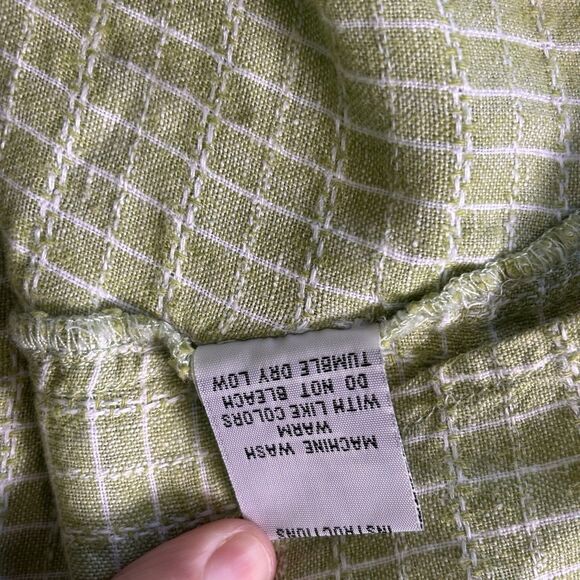 INSTRUCTIONS
MACHINE WASH
WARM
WITH LIKE COLORS
DO NOT BLEACH
TUMBLE DRY LOW